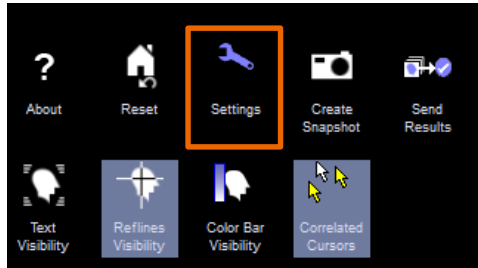 ?
About
Reset
Settings
Create
Snapshot
Send
Results
Text
Visibility
Reflines
Visibility
Color Bar
Visibility
Correlated
Cursors